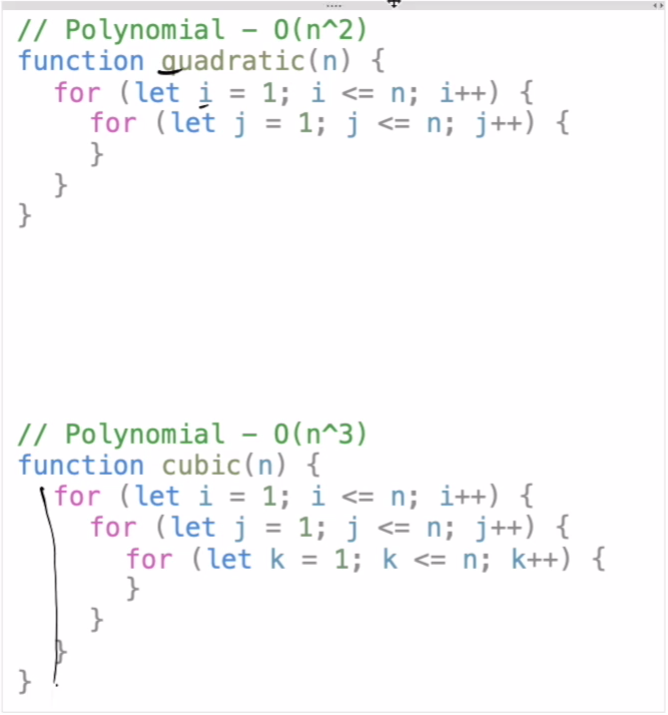 // Polynomial – O(n^2)
function quadratic(n) {
  for (let i = 1; i <= n; i++) {
    for (let j = 1; j <= n; j++) {
    }
  }
}
// Polynomial – O(n^3)
function cubic(n) {
  for (let i = 1; i <= n; i++) {
    for (let j = 1; j <= n; j++) {
      for (let k = 1; k <= n; k++) {
      }
    }
  }
}